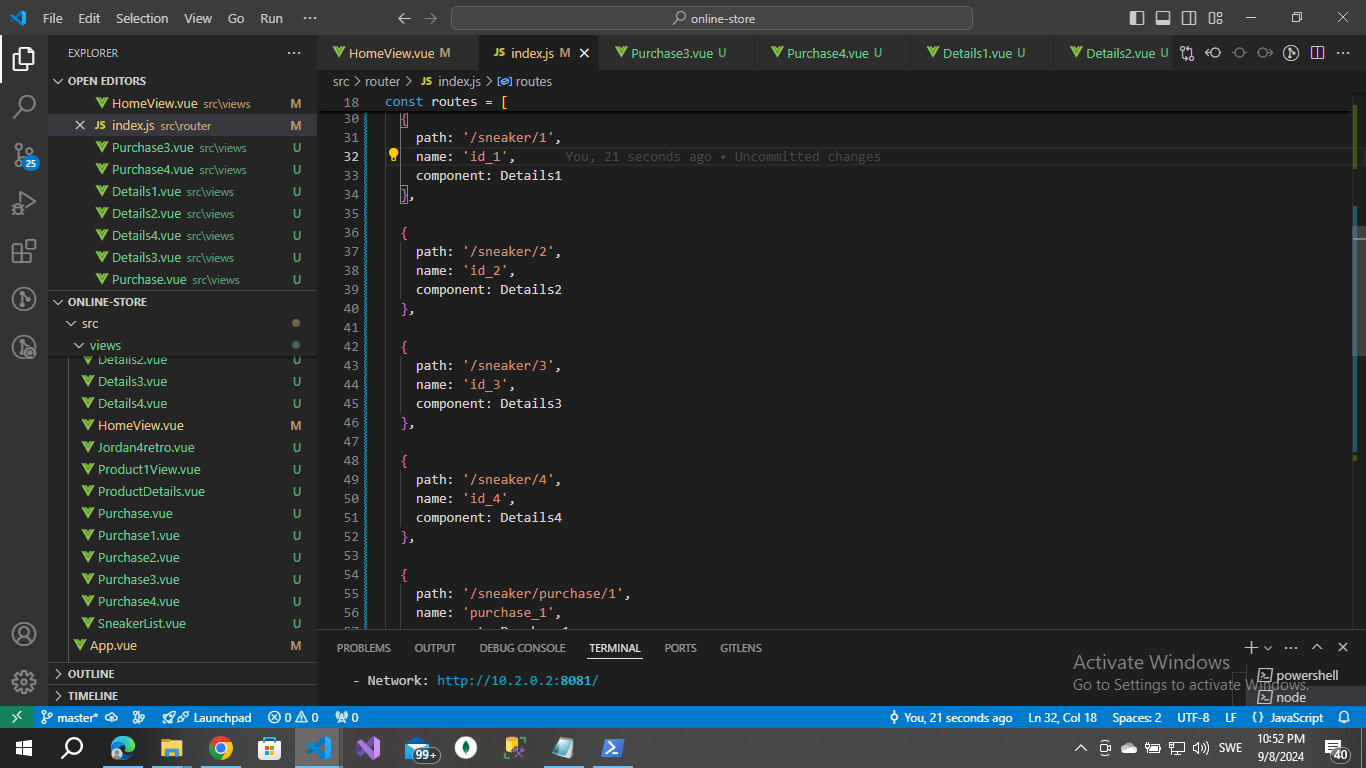 File Edit Selection View Go Run ··· online-store
EXPLORER ···
OPEN EDITORS
HomeView.vue src\views M
index.js src\router M
Purchase3.vue src\views U
Purchase4.vue src\views U
Details1.vue src\views U
Details2.vue src\views U
Details4.vue src\views U
Details3.vue src\views U
Purchase.vue src\views U
ONLINE-STORE
src
views
Details2.vue U
Details3.vue U
Details4.vue U
HomeView.vue M
Jordan4retro.vue U
Product1View.vue U
ProductDetails.vue U
Purchase.vue U
Purchase1.vue U
Purchase2.vue U
Purchase3.vue U
Purchase4.vue U
SneakerList.vue U
App.vue M
OUTLINE
TIMELINE
25
HomeView.vue M JS index.js M Purchase3.vue U Purchase4.vue U Details1.vue U Details2.vue U
src > router > JS index.js > routes
18 const routes = [
30 {
31 path: '/sneaker/1',
32 name: 'id_1', You, 21 seconds ago • Uncommitted changes
33 component: Details1
34 },
35
36 {
37 path: '/sneaker/2',
38 name: 'id_2',
39 component: Details2
40 },
41
42 {
43 path: '/sneaker/3',
44 name: 'id_3',
45 component: Details3
46 },
47
48 {
49 path: '/sneaker/4',
50 name: 'id_4',
51 component: Details4
52 },
53
54 {
55 path: '/sneaker/purchase/1',
56 name: 'purchase_1',
PROBLEMS OUTPUT DEBUG CONSOLE TERMINAL PORTS GITLENS
- Network: http://10.2.0.2:8081/
powershell
node
Activate Windows
Go to Settings to activate Windows.
master* Launchpad 0 0 0 You, 21 seconds ago Ln 32, Col 18 Spaces: 2 UTF-8 LF {} JavaScript
99+ SWE 10:52 PM
9/8/2024 40